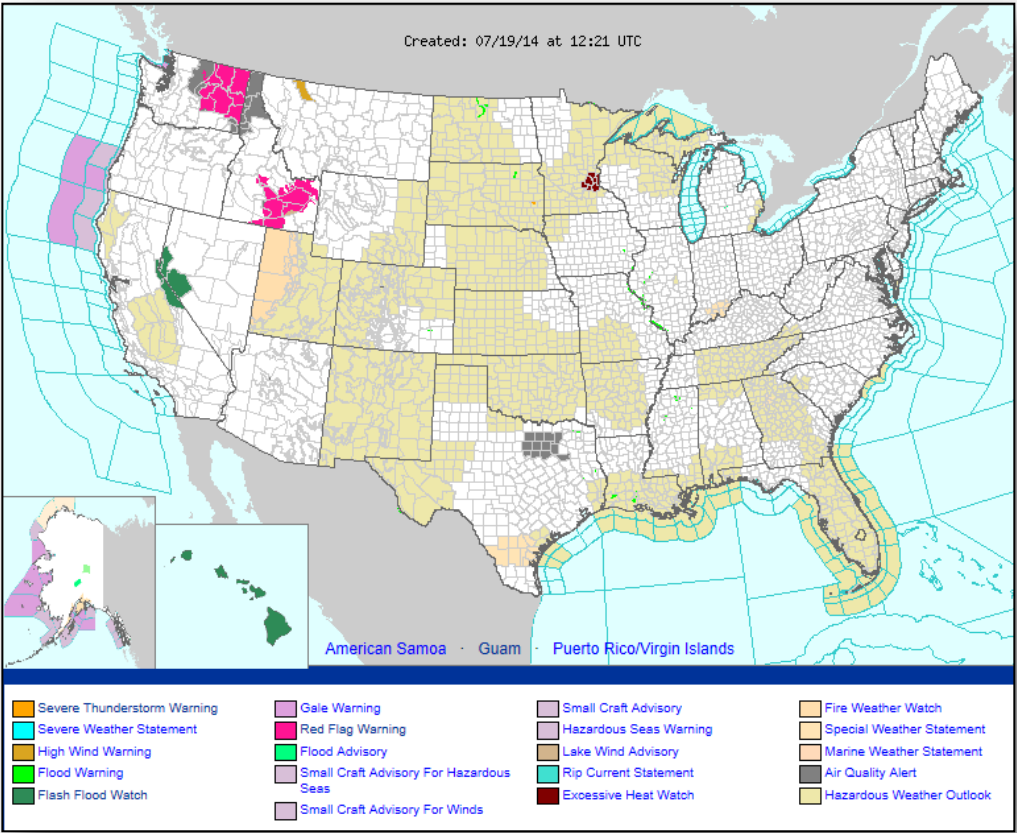 Created: 07/19/14 at 12:21 UTC
American Samoa · Guam · Puerto Rico/Virgin Islands
Severe Thunderstorm Warning
Severe Weather Statement
High Wind Warning
Flood Warning
Flash Flood Watch
Gale Warning
Red Flag Warning
Flood Advisory
Small Craft Advisory For Hazardous
Seas
Small Craft Advisory For Winds
Small Craft Advisory
Hazardous Seas Warning
Lake Wind Advisory
Rip Current Statement
Excessive Heat Watch
Fire Weather Watch
Special Weather Statement
Marine Weather Statement
Air Quality Alert
Hazardous Weather Outlook